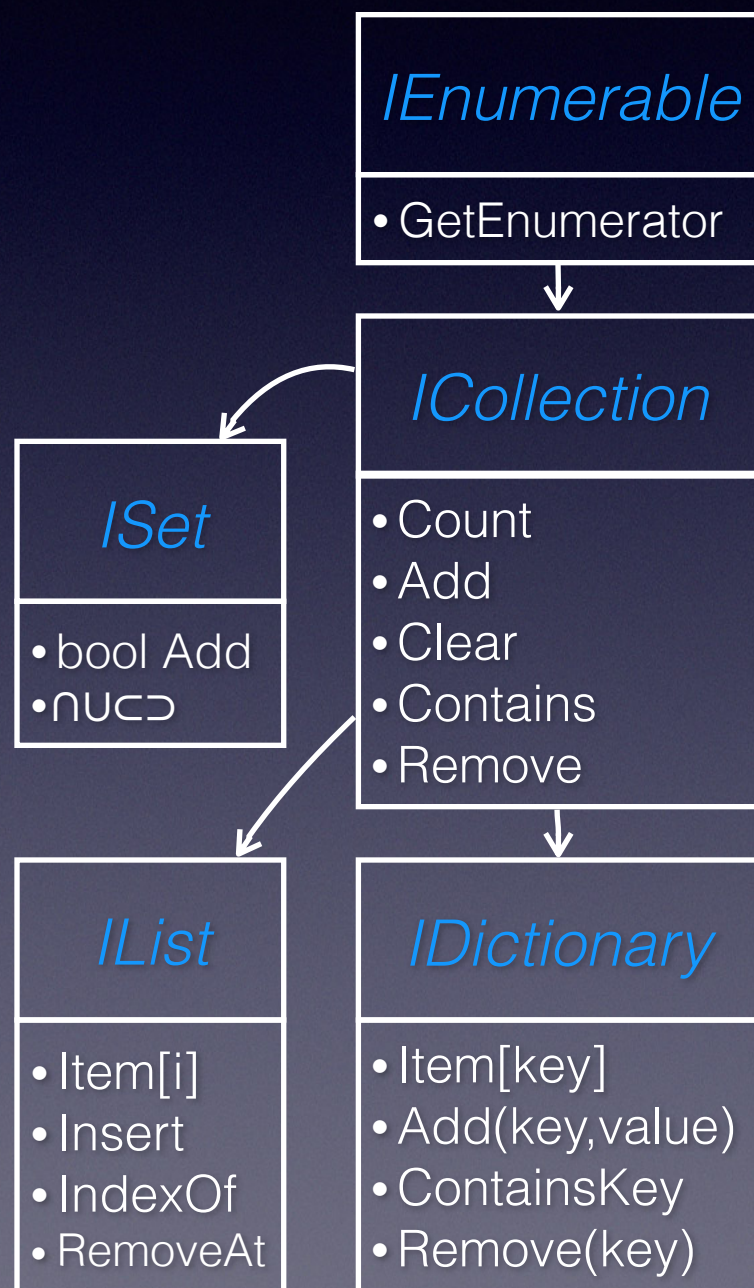 IEnumerable
• GetEnumerator
ICollection
• Count
• Add
• Clear
• Contains
• Remove
ISet
• bool Add
•∩∪⊂⊃
IList
• Item[i]
• Insert
• IndexOf
• RemoveAt
IDictionary
• Item[key]
• Add(key,value)
• ContainsKey
• Remove(key)